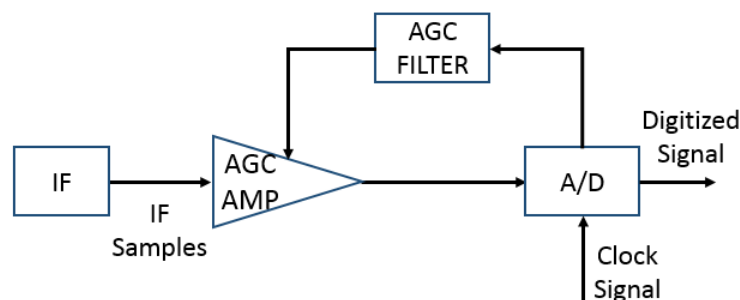 AGC
FILTER
Digitized
Signal
IF
AGC
AMP
A/D
IF
Samples
Clock
Signal